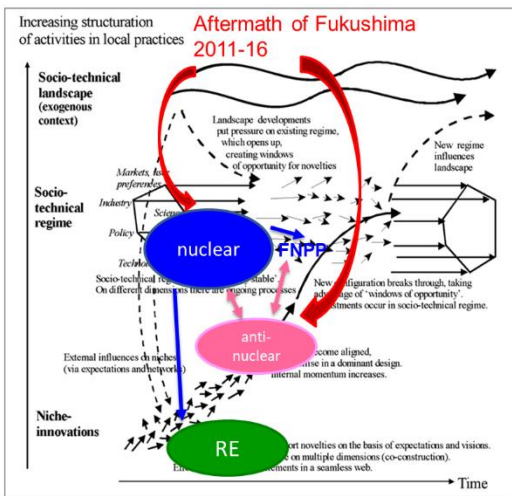 Increasing structuration
of activities in local practices
Aftermath of Fukushima
2011-16
Socio-technical
landscape
(exogenous
context)
Landscape developments
put pressure on existing regime,
which opens up,
creating windows
of opportunity for novelties
New regime
influences
landscape
Markets, user
preferences
Socio-
technical
regime
Industry
Policy
nuclear
FNPP
Socio-technical
On different dimensions there are ongoing processes
New configuration breaks through, taking
advantage of 'windows of opportunity'.
Adjustments occur in socio-technical regime.
anti-
nuclear
External influences on niches
(via expectations and networks)
become aligned,
in a dominant design.
Internal momentum increases.
Niche-
innovations
RE
novelties on the basis of expectations and visions.
on multiple dimensions (co-construction).
in a seamless web.
Time